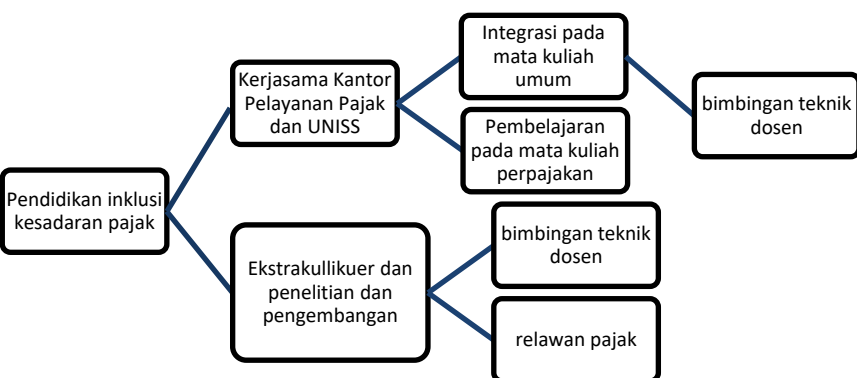 Pendidikan inklusi
kesadaran pajak
Kerjasama Kantor
Pelayanan Pajak
dan UNISS
Integrasi pada
mata kuliah
umum
bimbingan teknik
dosen
Pembelajaran
pada mata kuliah
perpajakan
Ekstrakullikuer dan
penelitian dan
pengembangan
bimbingan teknik
dosen
relawan pajak